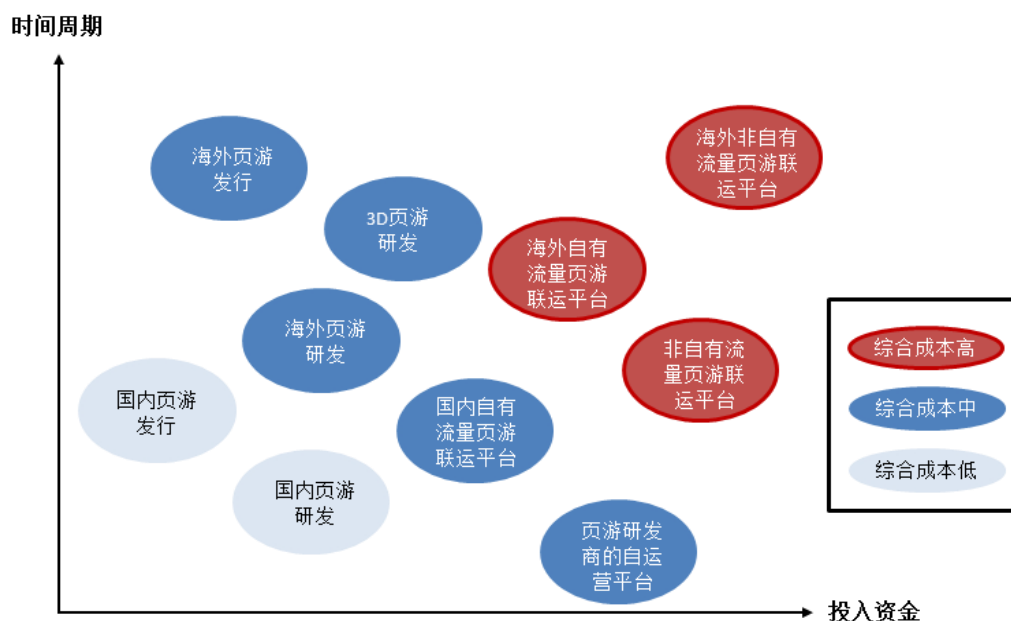 时间周期
海外页游
发行
3D页游
研发
海外非自有
流量页游联
运平台
海外自有
流量页游
联运平台
海外页游
研发
非自有流
量页游联
运平台
国内页游
发行
国内自有
流量页游
联运平台
国内页游
研发
页游研发
商的自运
营平台
综合成本高
综合成本中
综合成本低
投入资金